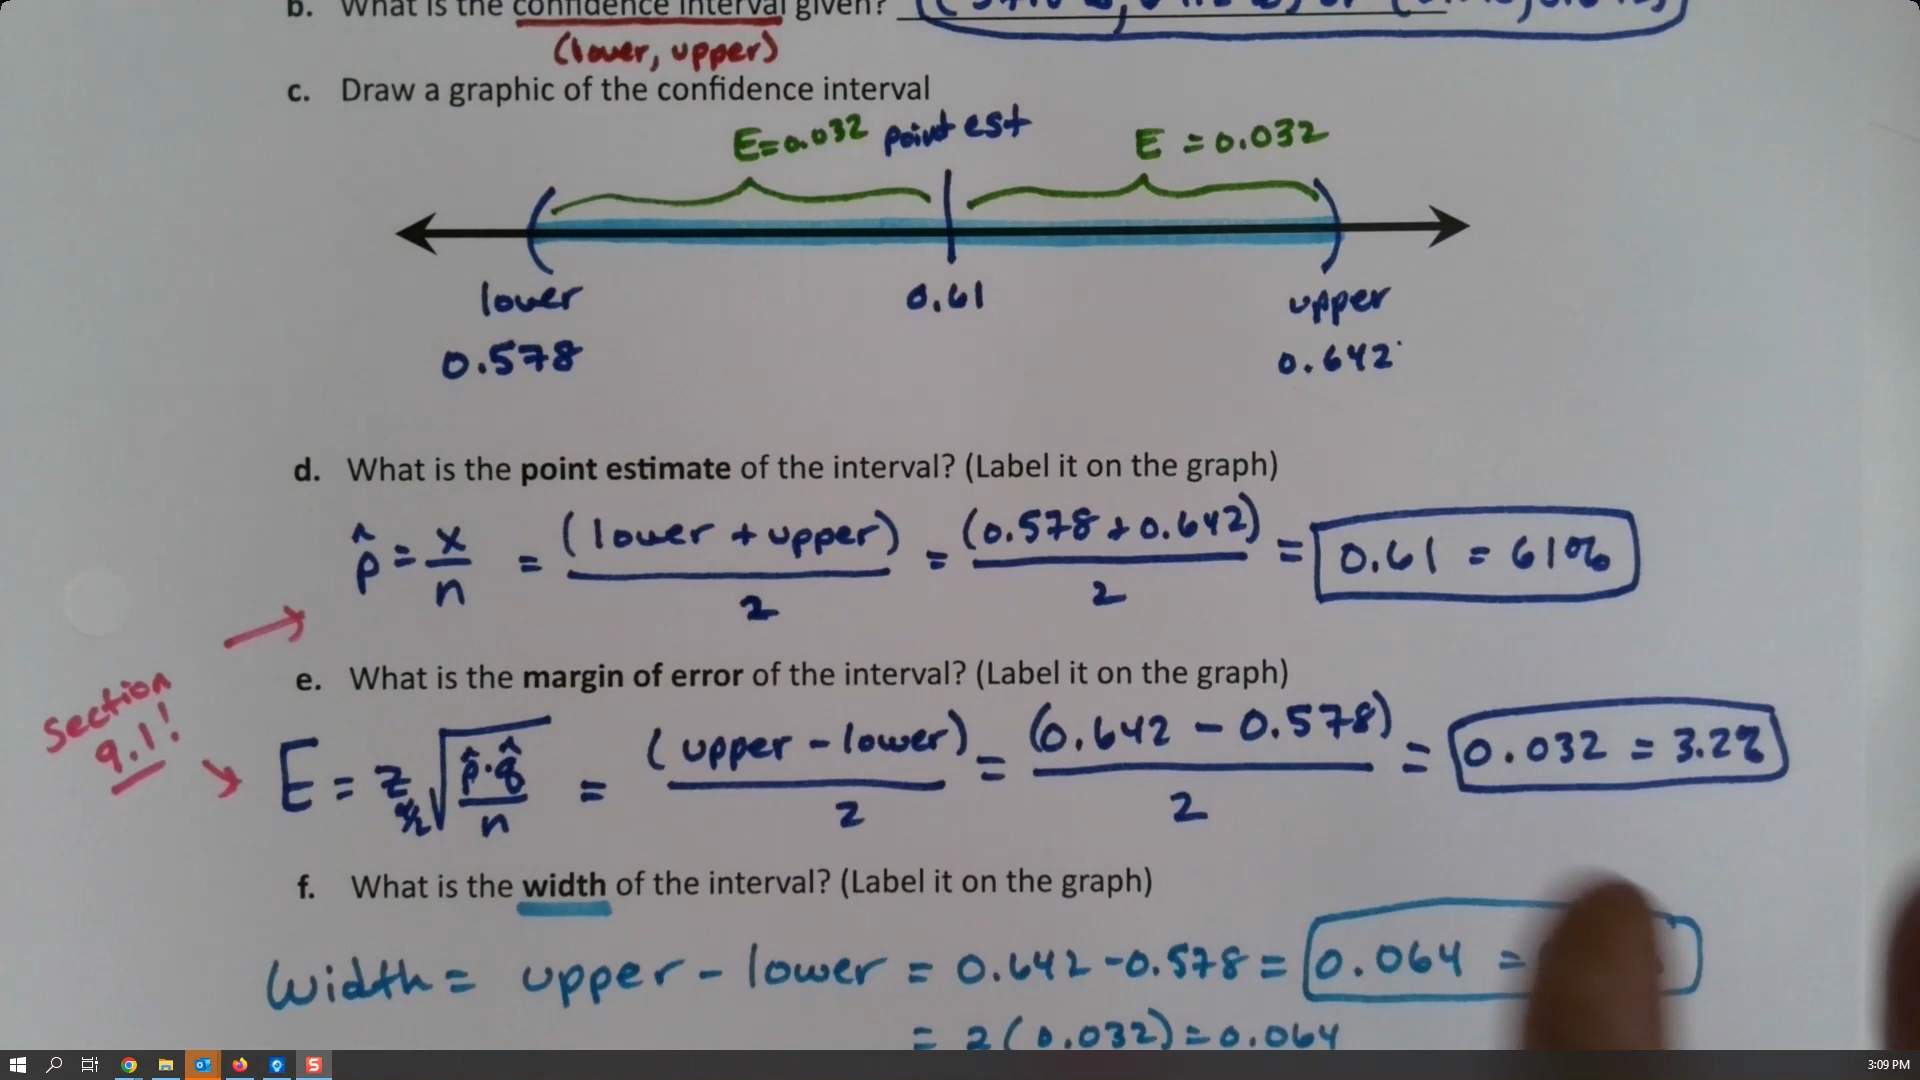 b. What is the confidence interval given?
(lower, upper)
c. Draw a graphic of the confidence interval
E=0.032 point est E = 0.032
lower 0.61 upper
0.578 0.642
d. What is the point estimate of the interval? (Label it on the graph)
p̂ = x/n = (lower + upper)/2 = (0.578 + 0.642)/2 = 0.61 = 61%
Section
9.1!
e. What is the margin of error of the interval? (Label it on the graph)
E = z α/2 √(p̂·q̂/n) = (upper - lower)/2 = (0.642 - 0.578)/2 = 0.032 = 3.2%
f. What is the width of the interval? (Label it on the graph)
Width = upper - lower = 0.642 - 0.578 = 0.064 =
= 2(0.032) = 0.064
3:09 PM